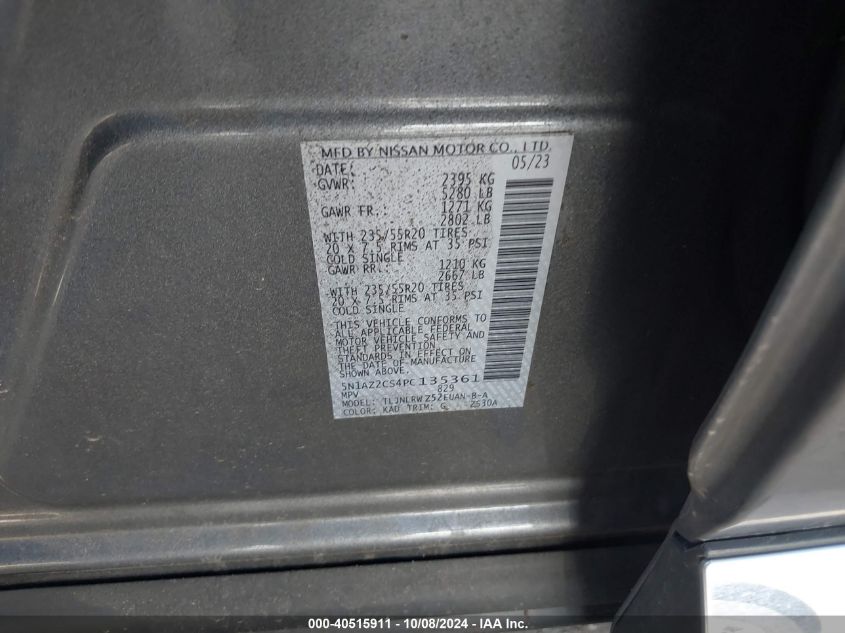 MFD BY NISSAN MOTOR CO., LTD.
DATE: 05/23
GVWR: 2395 KG
5280 LB
GAWR FR.: 1271 KG
2802 LB
WITH 235/55R20 TIRES
20 X 7.5 RIMS AT 35 PSI
COLD SINGLE
GAWR RR.: 1210 KG
2667 LB
WITH 235/55R20 TIRES
20 X 7.5 RIMS AT 35 PSI
COLD SINGLE
THIS VEHICLE CONFORMS TO
ALL APPLICABLE FEDERAL
MOTOR VEHICLE SAFETY AND
THEFT PREVENTION
STANDARDS IN EFFECT ON
THE DATE OF MANUFACTURE
SHOWN ABOVE.
5N1AZ2CS4PC135361
MPV 829
MODEL: TLJNLRWZ52EUAN-B-A
COLOR: KAD TRIM: G Z530A
000-40515911 - 10/08/2024 - IAA Inc.